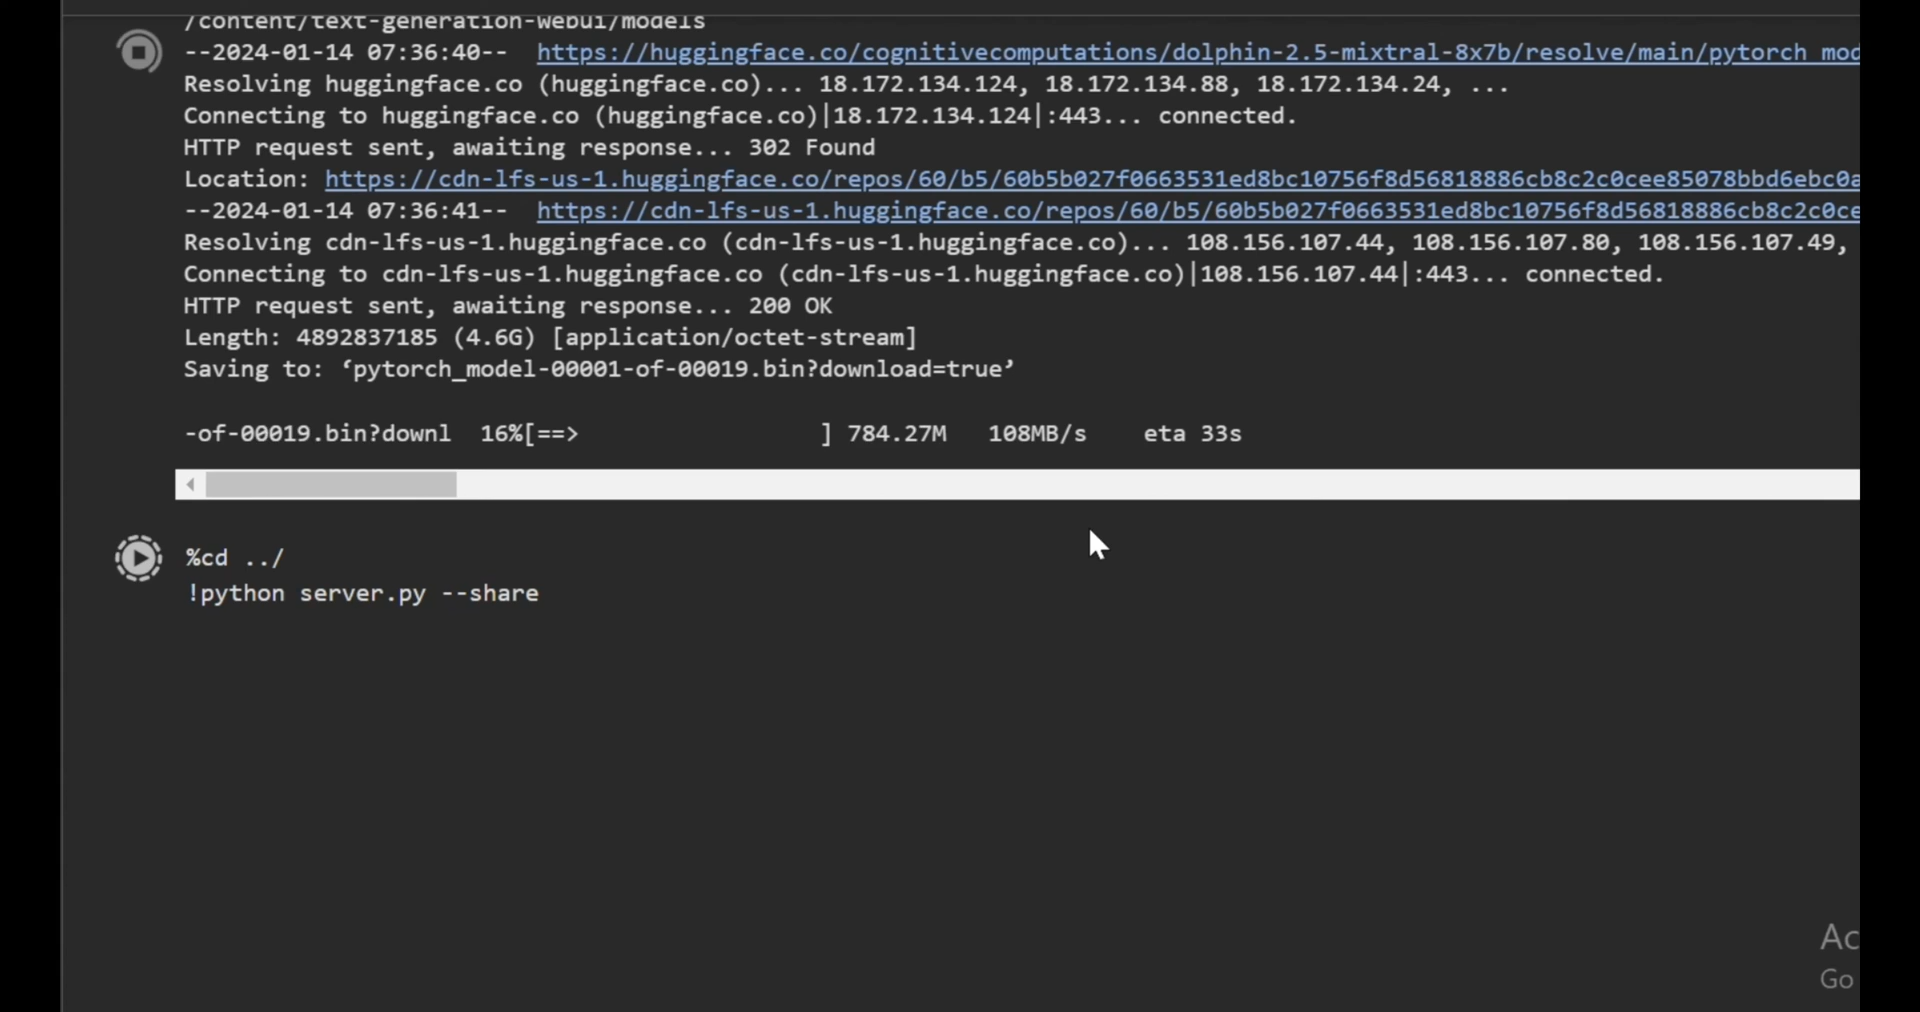 /content/text-generation-webui/models
--2024-01-14 07:36:40-- https://huggingface.co/cognitivecomputations/dolphin-2.5-mixtral-8x7b/resolve/main/pytorch_mod
Resolving huggingface.co (huggingface.co)... 18.172.134.124, 18.172.134.88, 18.172.134.24, ...
Connecting to huggingface.co (huggingface.co)|18.172.134.124|:443... connected.
HTTP request sent, awaiting response... 302 Found
Location: https://cdn-lfs-us-1.huggingface.co/repos/60/b5/60b5b027f0663531ed8bc10756f8d56818886cb8c2c0cee85078bbd6ebc0a
--2024-01-14 07:36:41-- https://cdn-lfs-us-1.huggingface.co/repos/60/b5/60b5b027f0663531ed8bc10756f8d56818886cb8c2c0ce
Resolving cdn-lfs-us-1.huggingface.co (cdn-lfs-us-1.huggingface.co)... 108.156.107.44, 108.156.107.80, 108.156.107.49,
Connecting to cdn-lfs-us-1.huggingface.co (cdn-lfs-us-1.huggingface.co)|108.156.107.44|:443... connected.
HTTP request sent, awaiting response... 200 OK
Length: 4892837185 (4.6G) [application/octet-stream]
Saving to: ‘pytorch_model-00001-of-00019.bin?download=true’
-of-00019.bin?downl 16%[==> ] 784.27M 108MB/s eta 33s
%cd ../
!python server.py --share
Ac
Go